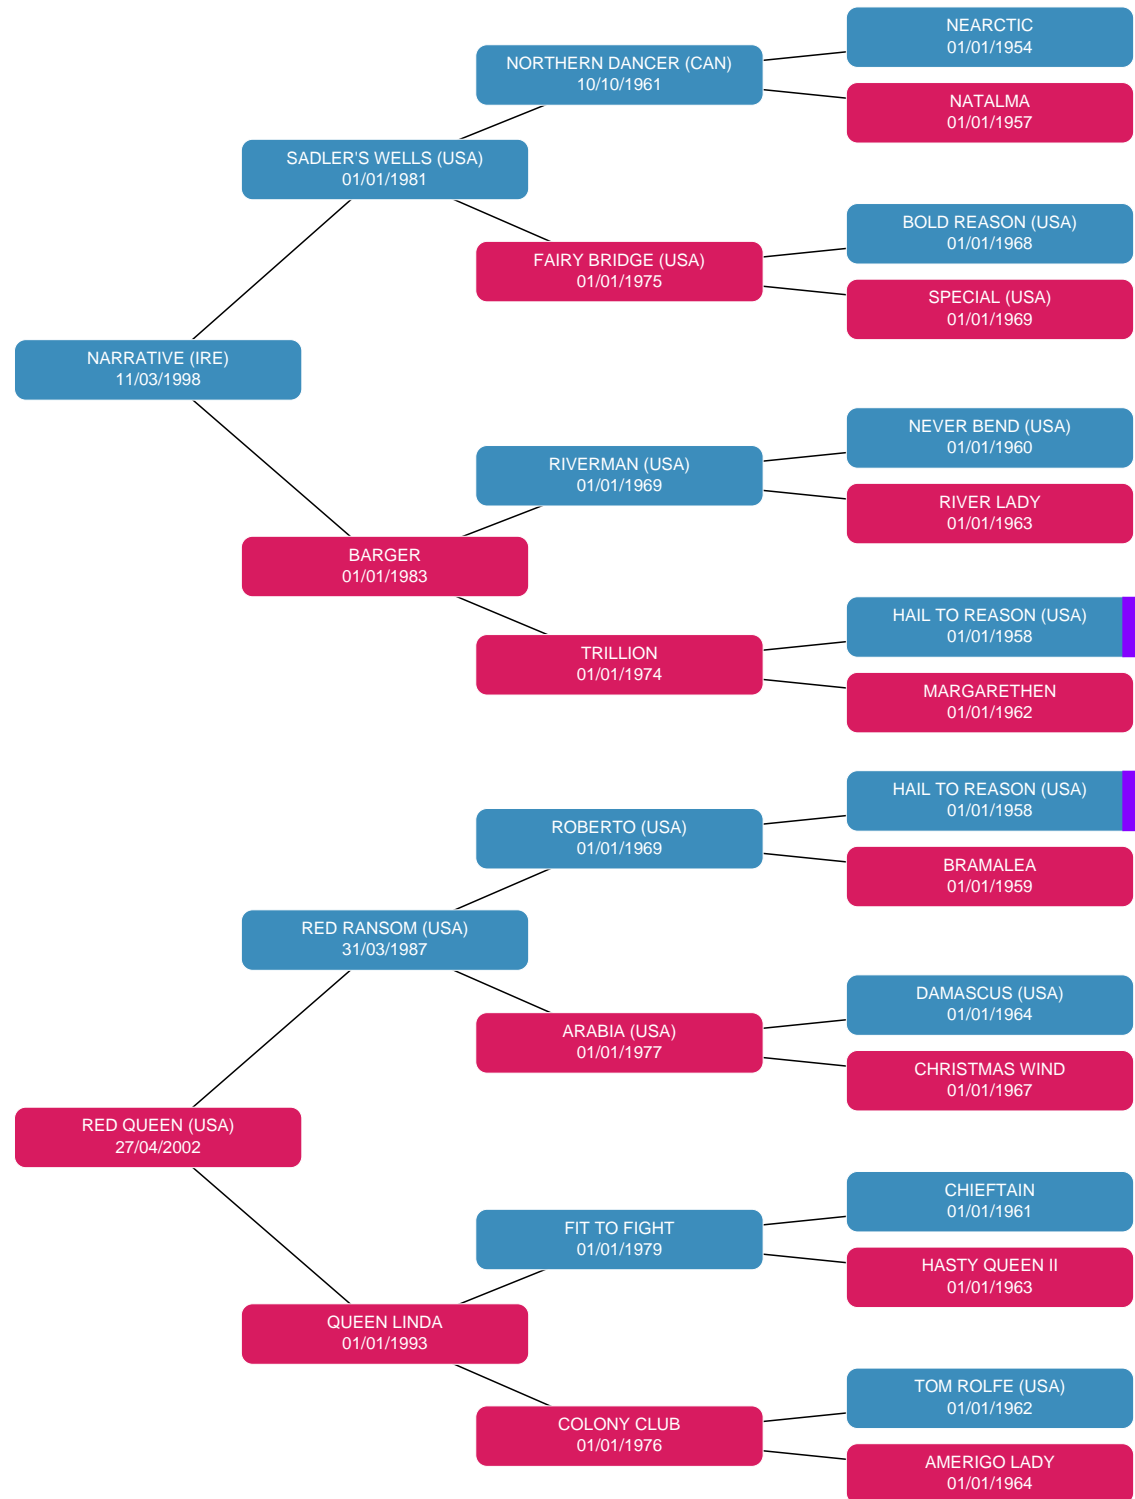 NEARCTIC
01/01/1954
NORTHERN DANCER (CAN)
10/10/1961
NATALMA
01/01/1957
SADLER'S WELLS (USA)
01/01/1981
BOLD REASON (USA)
01/01/1968
FAIRY BRIDGE (USA)
01/01/1975
SPECIAL (USA)
01/01/1969
NARRATIVE (IRE)
11/03/1998
NEVER BEND (USA)
01/01/1960
RIVERMAN (USA)
01/01/1969
RIVER LADY
01/01/1963
BARGER
01/01/1983
HAIL TO REASON (USA)
01/01/1958
TRILLION
01/01/1974
MARGARETHEN
01/01/1962
HAIL TO REASON (USA)
01/01/1958
ROBERTO (USA)
01/01/1969
BRAMALEA
01/01/1959
RED RANSOM (USA)
31/03/1987
DAMASCUS (USA)
01/01/1964
ARABIA (USA)
01/01/1977
CHRISTMAS WIND
01/01/1967
RED QUEEN (USA)
27/04/2002
CHIEFTAIN
01/01/1961
FIT TO FIGHT
01/01/1979
HASTY QUEEN II
01/01/1963
QUEEN LINDA
01/01/1993
TOM ROLFE (USA)
01/01/1962
COLONY CLUB
01/01/1976
AMERIGO LADY
01/01/1964